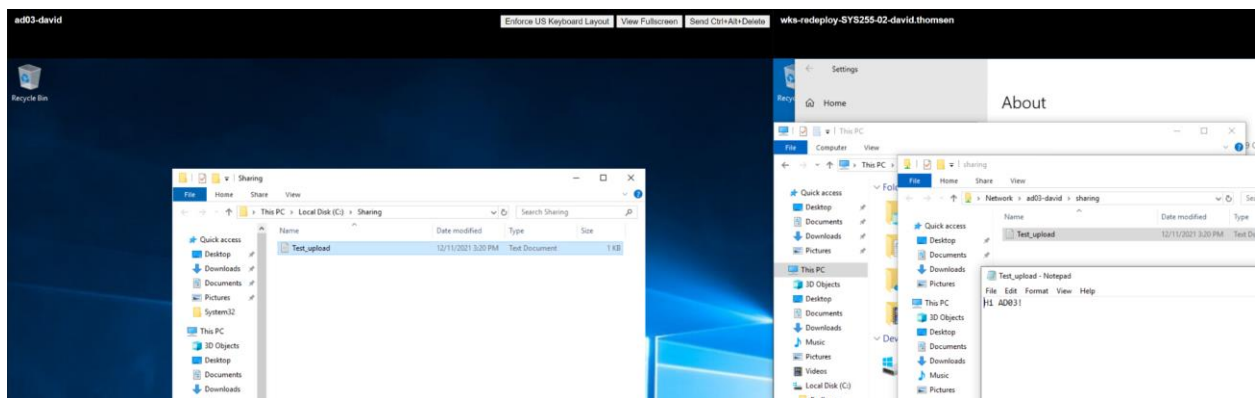 ad03-david
Enforce US Keyboard Layout
View Fullscreen
Send Ctrl+Alt+Delete
Recycle Bin
Sharing
File Home Share View
This PC > Local Disk (C:) > Sharing
Search Sharing
Name Date modified Type Size
Test_upload 12/11/2021 3:20 PM Text Document 1 KB
Quick access
Desktop
Downloads
Documents
Pictures
System32
This PC
3D Objects
Desktop
Documents
Downloads
wks-redeploy-SYS255-02-david.thomsen
Settings
Home
About
This PC
File Computer View
This PC >
Quick access
Desktop
Documents
Downloads
Pictures
This PC
3D Objects
Desktop
Documents
Downloads
Music
Pictures
Videos
Local Disk (C:)
sharing
File Home Share View
Network > ad03-david > sharing
Name Date modified Type
Test_upload 12/11/2021 3:20 PM
Quick access
Desktop
Documents
Downloads
Pictures
This PC
3D Objects
Desktop
Documents
Downloads
Music
Pictures
Test_upload - Notepad
File Edit Format View Help
Hi AD03!